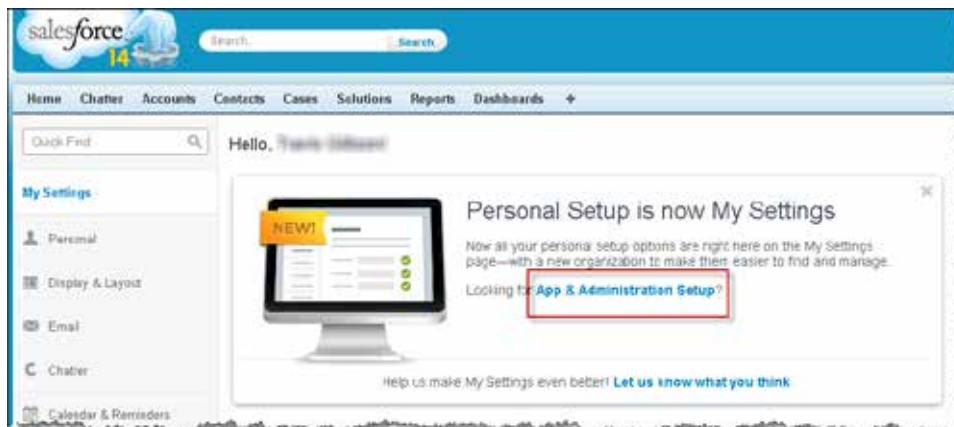 salesforce
14
Search...
Search
Home Chatter Accounts Contacts Cases Solutions Reports Dashboards +
Quick Find
Hello,
My Settings
NEW!
Personal Setup is now My Settings
Personal
Now all your personal setup options are right here on the My Settings
page—with a new organization to make them easier to find and manage.
Display & Layout
Looking for App & Administration Setup?
Email
Chatter
Help us make My Settings even better! Let us know what you think
Calendar & Reminders